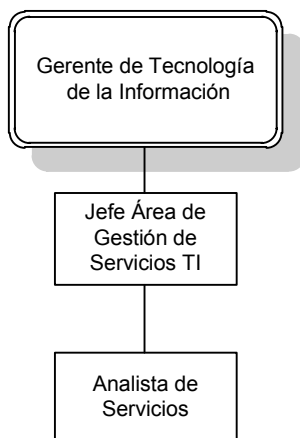 Gerente de Tecnología
de la Información
Jefe Área de
Gestión de
Servicios TI
Analista de
Servicios